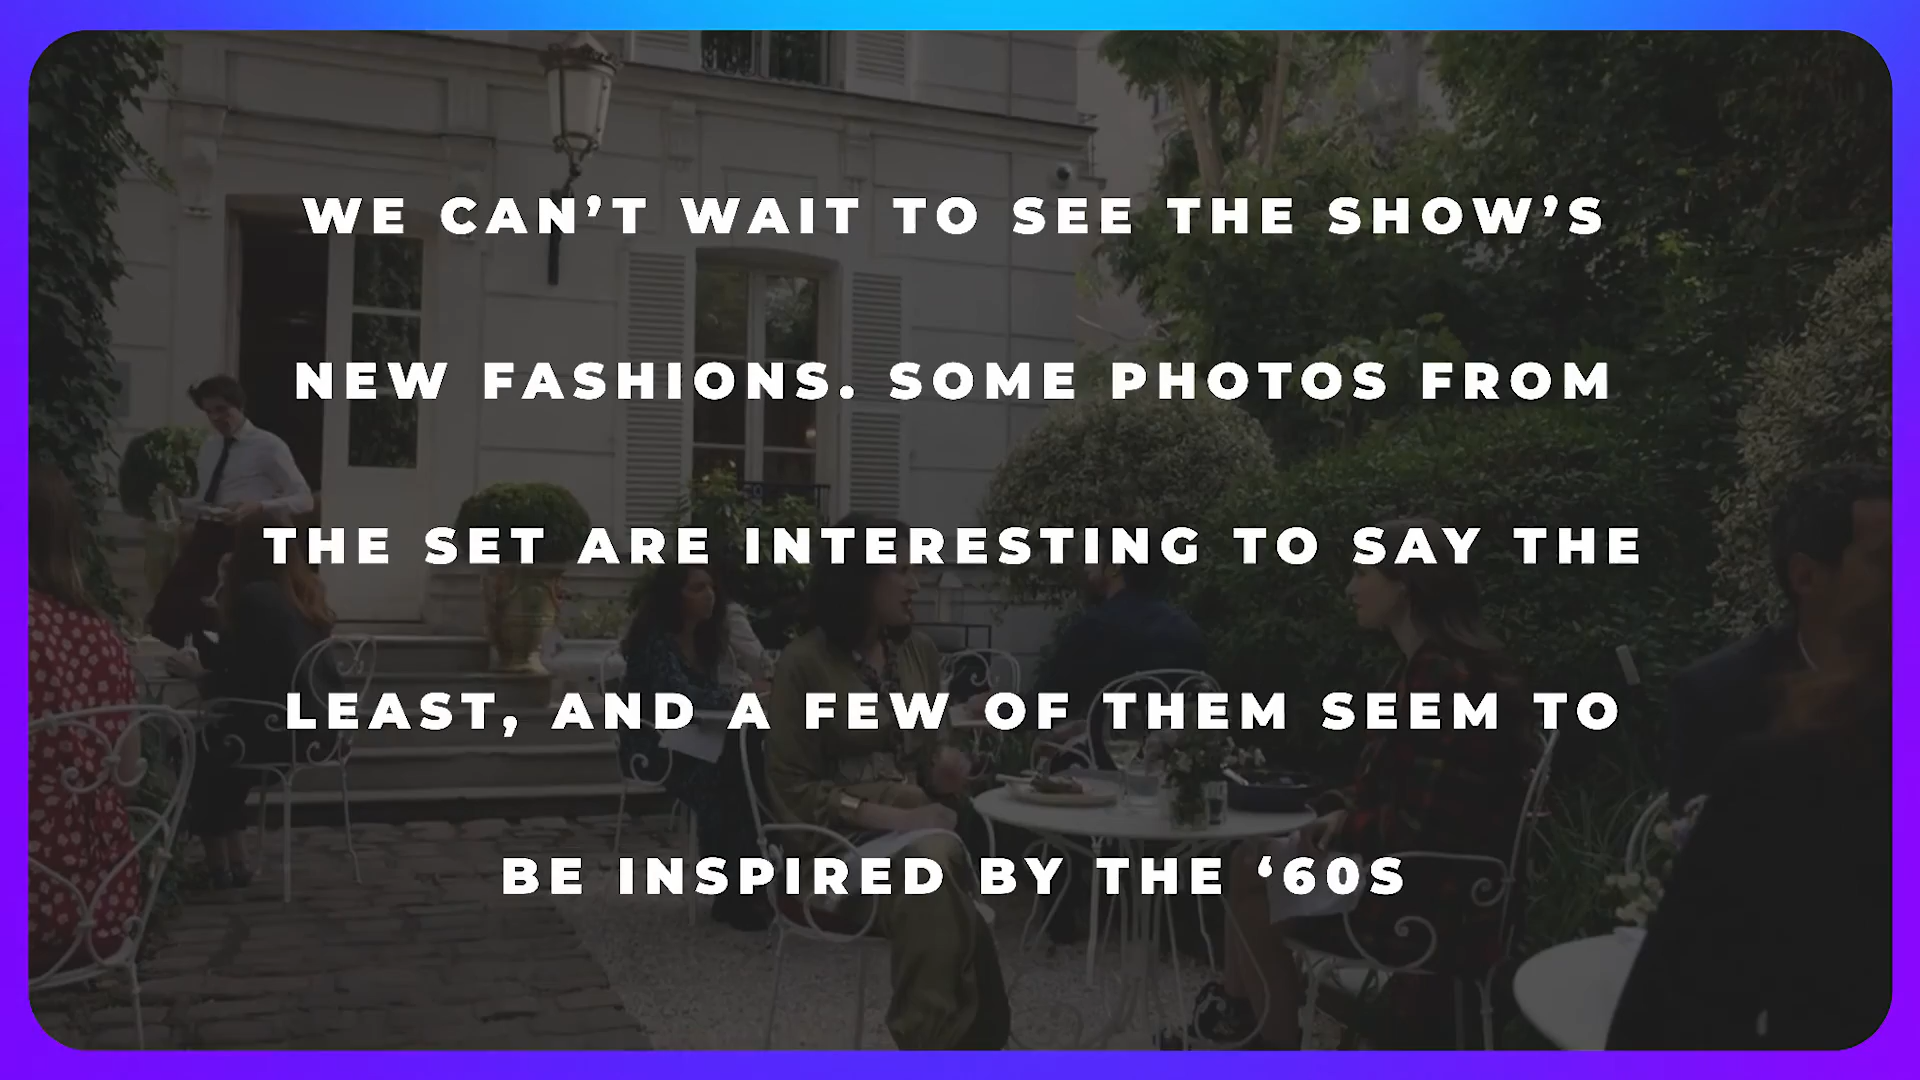 WE CAN’T WAIT TO SEE THE SHOW’S
NEW FASHIONS. SOME PHOTOS FROM
THE SET ARE INTERESTING TO SAY THE
LEAST, AND A FEW OF THEM SEEM TO
BE INSPIRED BY THE ‘60S